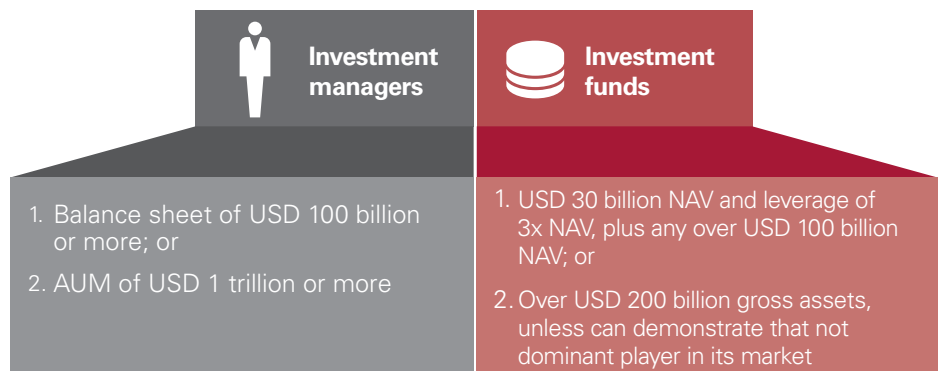 Investment
managers
Investment
funds
1. Balance sheet of USD 100 billion
or more; or
2. AUM of USD 1 trillion or more
1. USD 30 billion NAV and leverage of
3x NAV, plus any over USD 100 billion
NAV; or
2. Over USD 200 billion gross assets,
unless can demonstrate that not
dominant player in its market